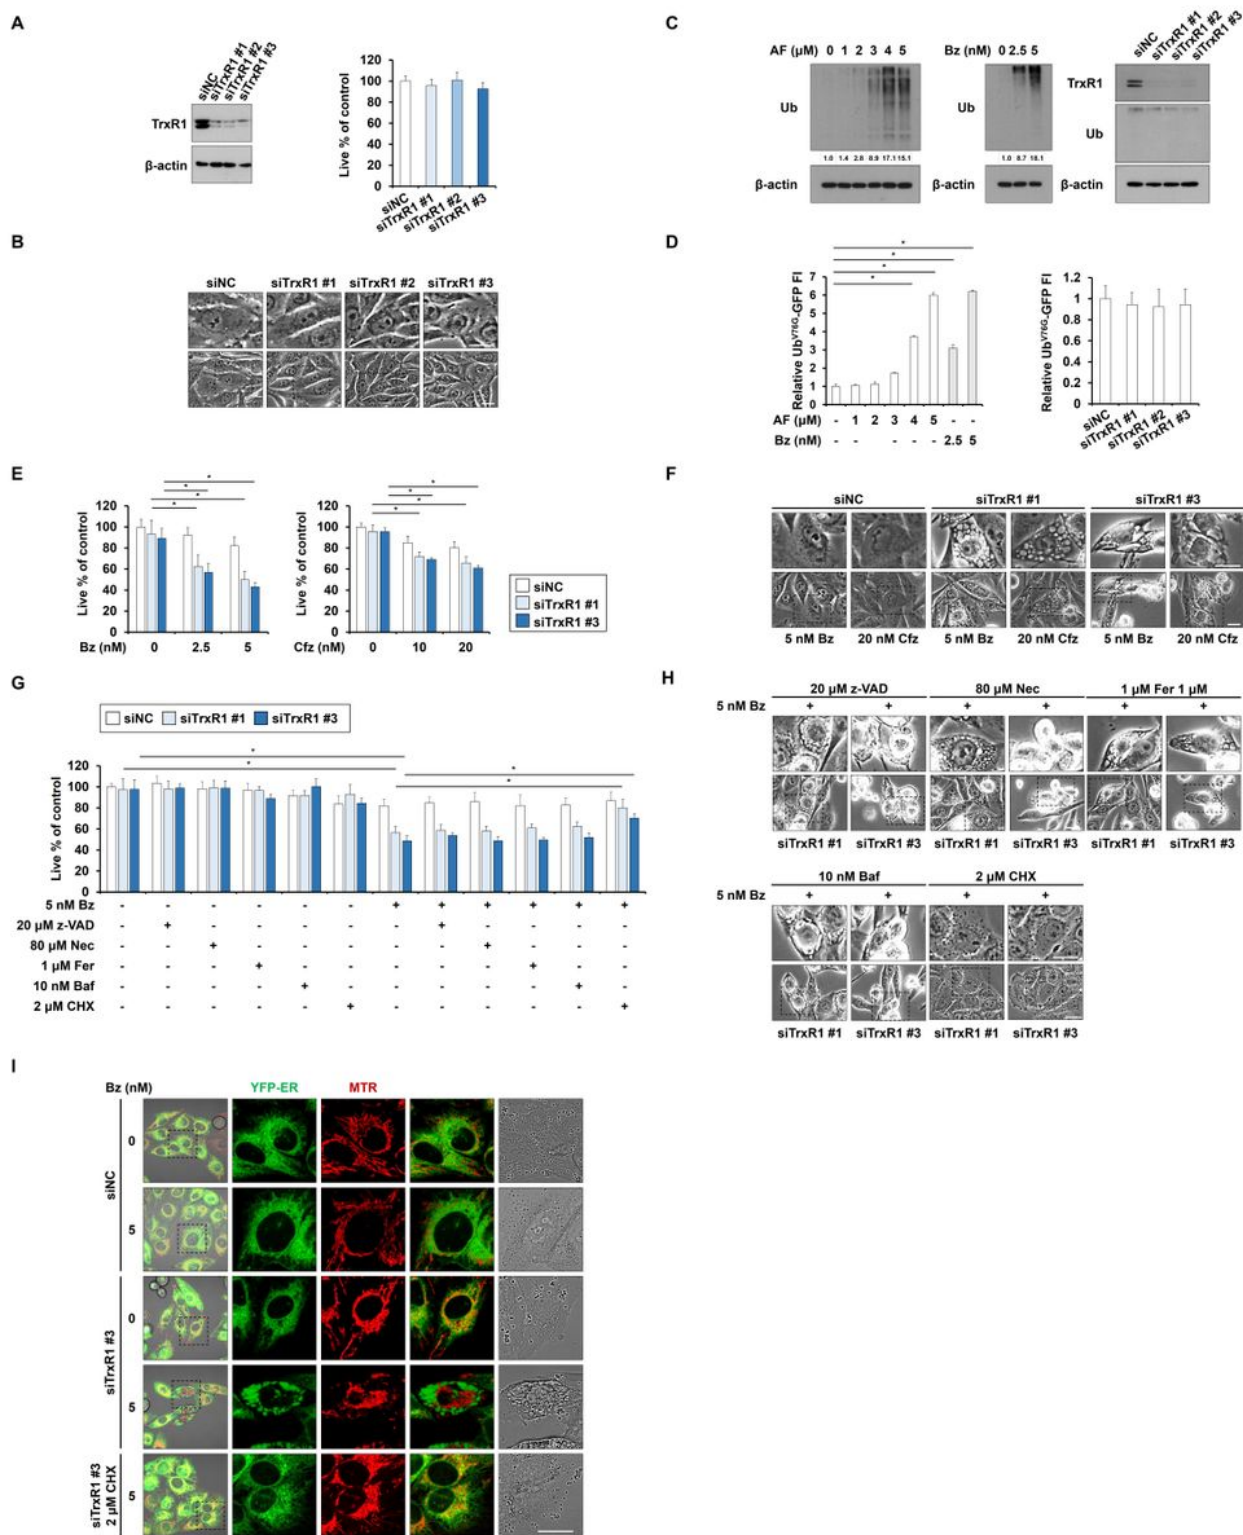 A
siNC
siTrxR1 #1
siTrxR1 #2
siTrxR1 #3
TrxR1
β-actin
Live % of control
120
100
80
60
40
20
0
siNC
siTrxR1 #1
siTrxR1 #2
siTrxR1 #3
B
siNC siTrxR1 #1 siTrxR1 #2 siTrxR1 #3
C
AF (μM) 0 1 2 3 4 5
Ub
1.0 1.4 2.8 8.9 17.1 15.1
β-actin
Bz (nM) 0 2.5 5
Ub
1.0 8.7 18.1
β-actin
siNC
siTrxR1 #1
siTrxR1 #2
siTrxR1 #3
TrxR1
Ub
β-actin
D
Relative Ub^V76G-GFP FI
7
6
5
4
3
2
1
0
* * * *
AF (μM) - 1 2 3 4 5 - -
Bz (nM) - - - - - 2.5 5
Relative Ub^V76G-GFP FI
1.2
1
0.8
0.6
0.4
0.2
0
siNC
siTrxR1 #1
siTrxR1 #2
siTrxR1 #3
E
Live % of control
120
100
80
60
40
20
0
* * * *
Bz (nM) 0 2.5 5
Live % of control
120
100
80
60
40
20
0
* * * *
Cfz (nM) 0 10 20
siNC
siTrxR1 #1
siTrxR1 #3
F
siNC siTrxR1 #1 siTrxR1 #3
5 nM Bz 20 nM Cfz 5 nM Bz 20 nM Cfz 5 nM Bz 20 nM Cfz
G
siNC siTrxR1 #1 siTrxR1 #3
Live % of control
120
100
80
60
40
20
0
* * * *
5 nM Bz - - - - - - + + + + + +
20 μM z-VAD - + - - - - - + - - - -
80 μM Nec - - + - - - - - + - - -
1 μM Fer - - - + - - - - - + - -
10 nM Baf - - - - + - - - - - + -
2 μM CHX - - - - - + - - - - - +
H
20 μM z-VAD 80 μM Nec 1 μM Fer 1 μM
5 nM Bz + + + + + +
siTrxR1 #1 siTrxR1 #3 siTrxR1 #1 siTrxR1 #3 siTrxR1 #1 siTrxR1 #3
10 nM Baf 2 μM CHX
5 nM Bz + + + +
siTrxR1 #1 siTrxR1 #3 siTrxR1 #1 siTrxR1 #3
I
Bz (nM) YFP-ER MTR
siNC
0
5
siTrxR1 #3
0
5
siTrxR1 #3
2 μM CHX
5